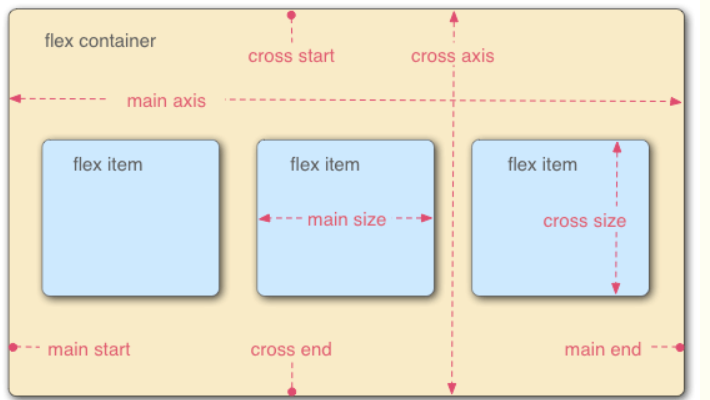 flex container
cross start
cross axis
main axis
flex item
flex item
flex item
main size
cross size
main start
cross end
main end